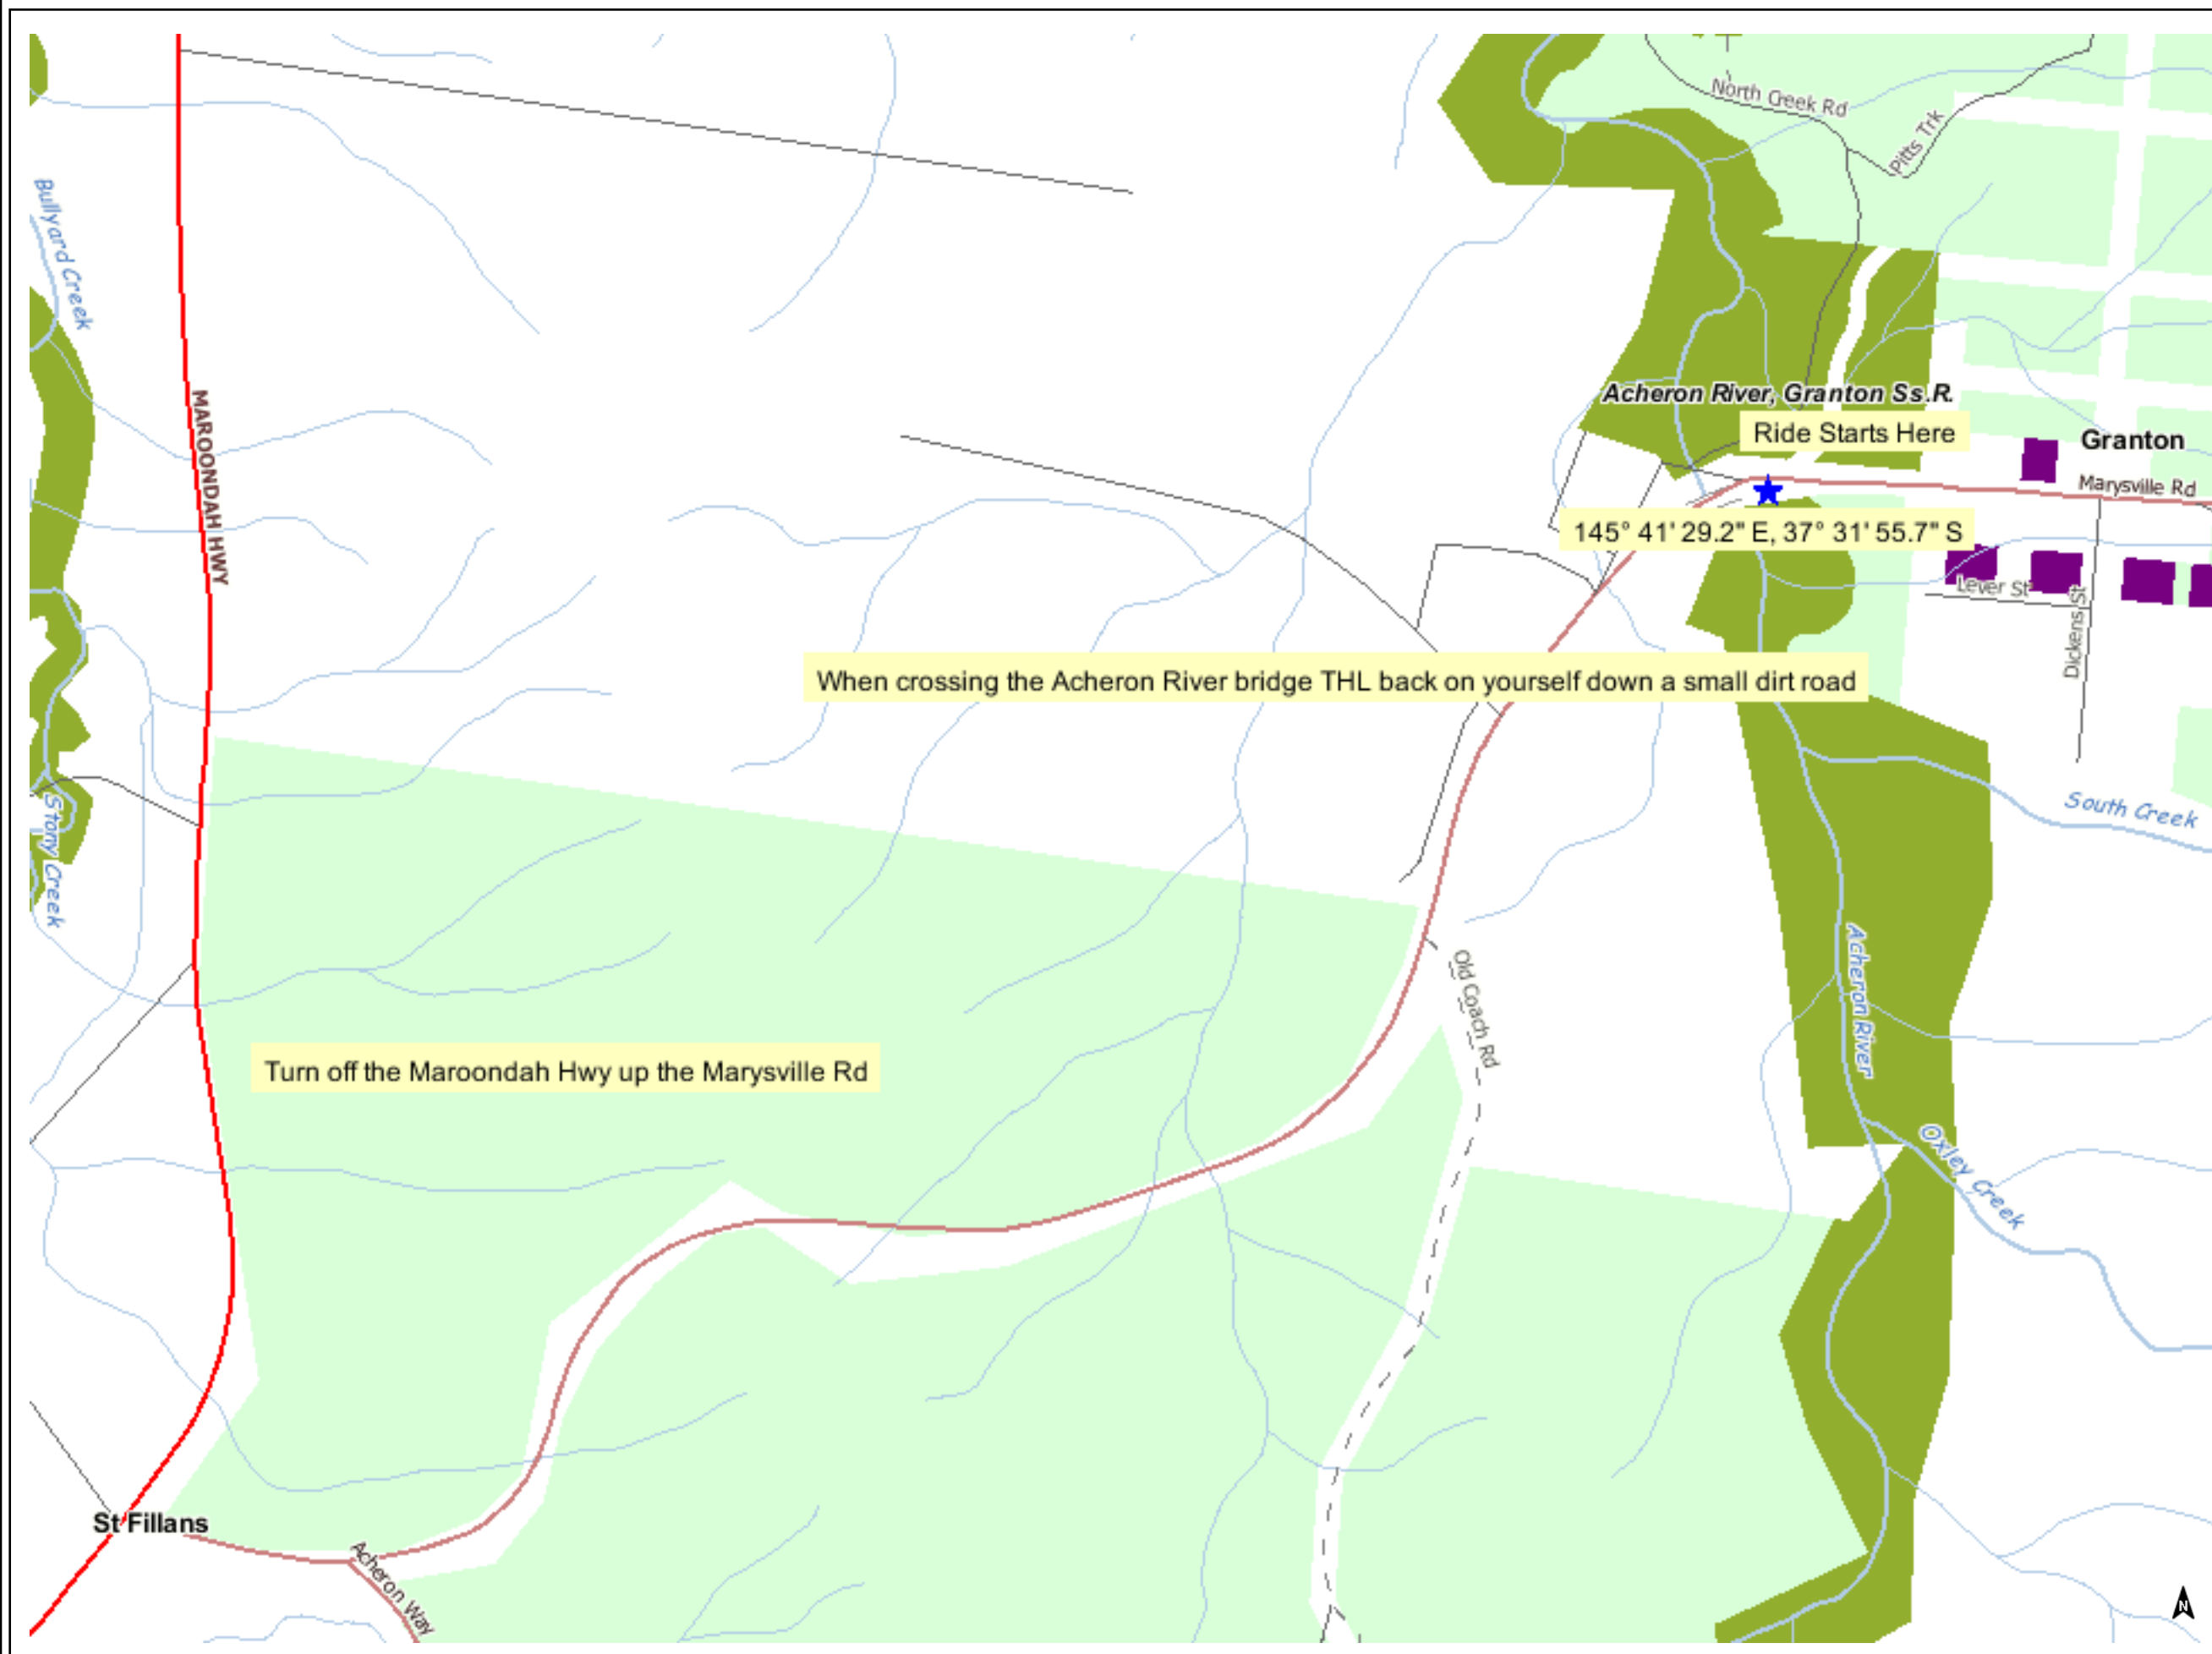 North Creek Rd
Pitts Trk
Bullyard Creek
MAROONDAH HWY
Acheron River, Granton Ss.R.
Ride Starts Here
Granton
Marysville Rd
145° 41' 29.2" E, 37° 31' 55.7" S
Lever St
Dickens St
When crossing the Acheron River bridge THL back on yourself down a small dirt road
Stony Creek
South Creek
Old Coach Rd
Acheron River
Turn off the Maroondah Hwy up the Marysville Rd
Oxley Creek
St Fillans
Acheron Way
N